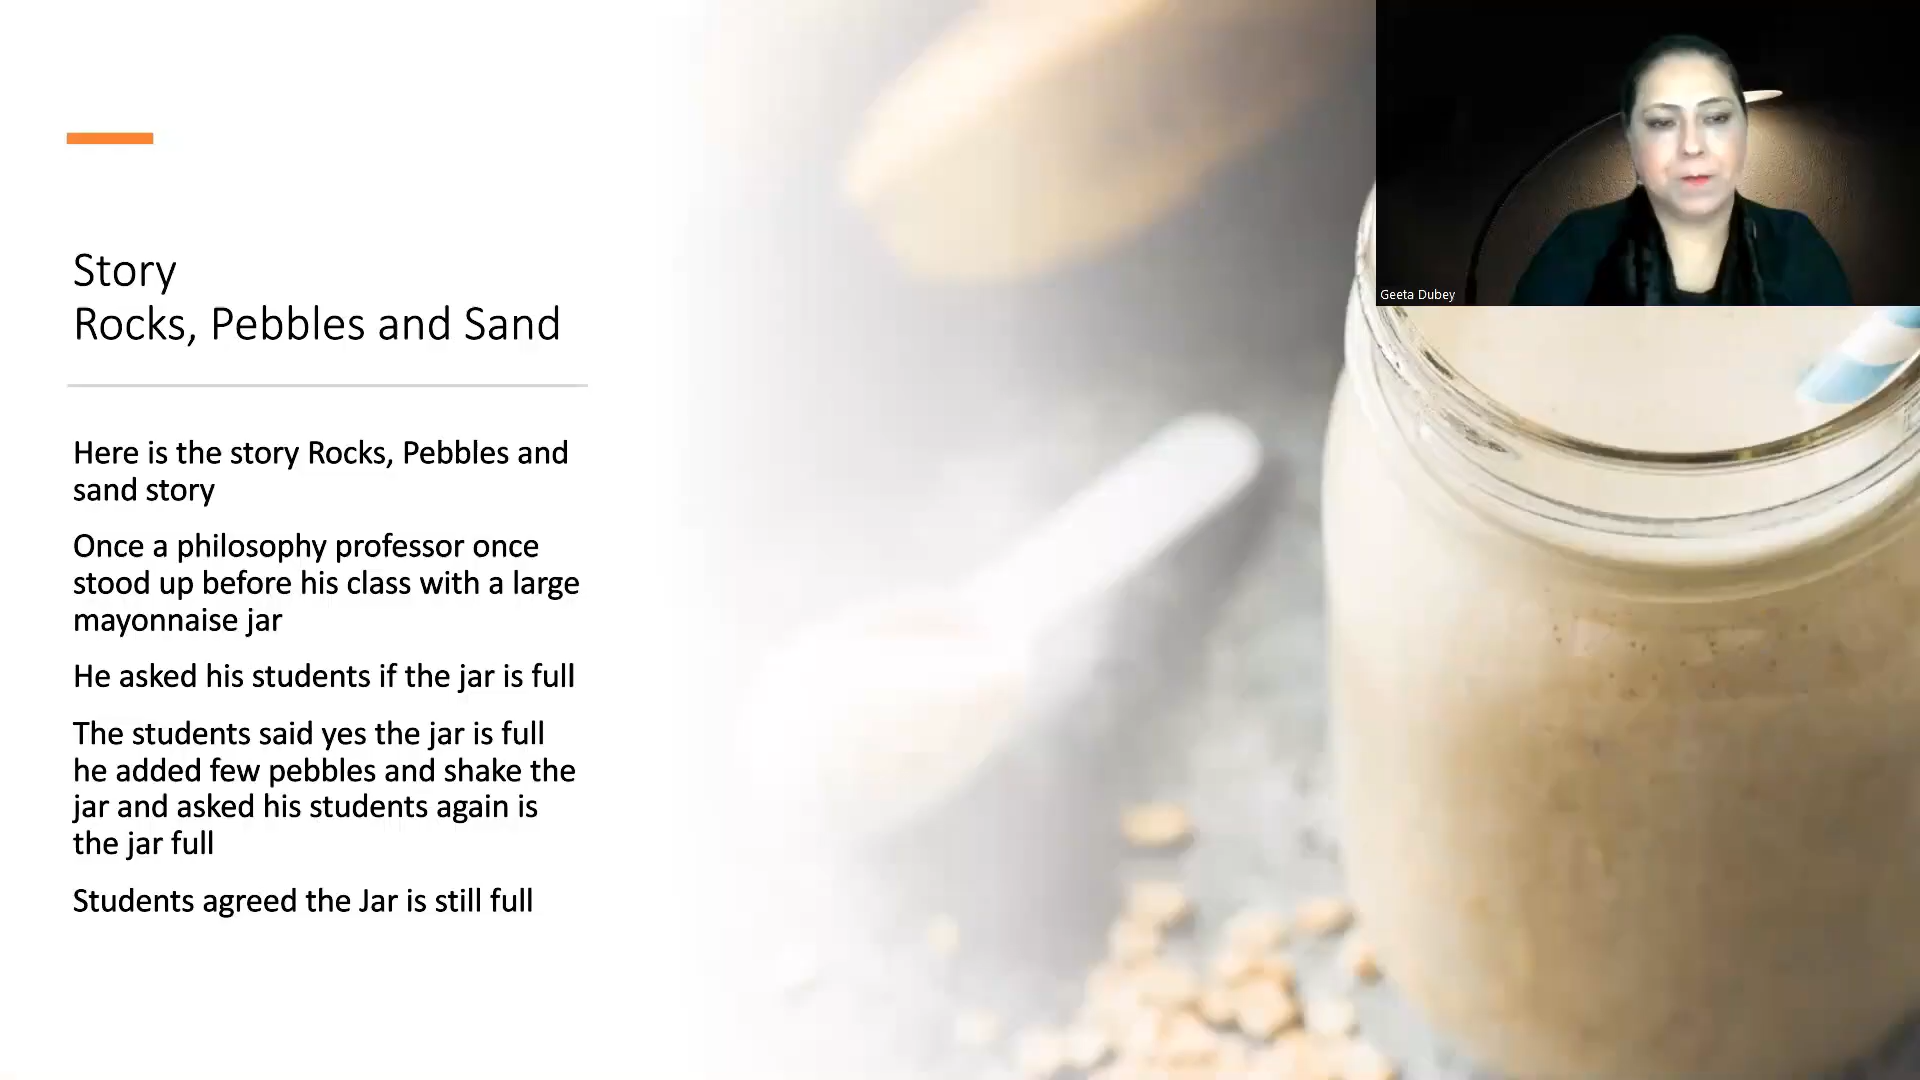 Story
Rocks, Pebbles and Sand
Here is the story Rocks, Pebbles and
sand story
Once a philosophy professor once
stood up before his class with a large
mayonnaise jar
He asked his students if the jar is full
The students said yes the jar is full
he added few pebbles and shake the
jar and asked his students again is
the jar full
Students agreed the Jar is still full
Geeta Dubey